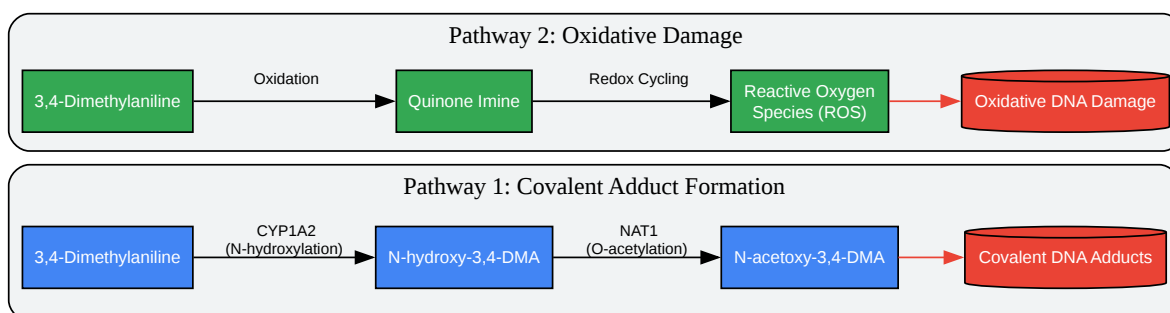 Pathway 2: Oxidative Damage
3,4-Dimethylaniline
Oxidation
Quinone Imine
Redox Cycling
Reactive Oxygen
Species (ROS)
Oxidative DNA Damage
Pathway 1: Covalent Adduct Formation
3,4-Dimethylaniline
CYP1A2
(N-hydroxylation)
N-hydroxy-3,4-DMA
NAT1
(O-acetylation)
N-acetoxy-3,4-DMA
Covalent DNA Adducts